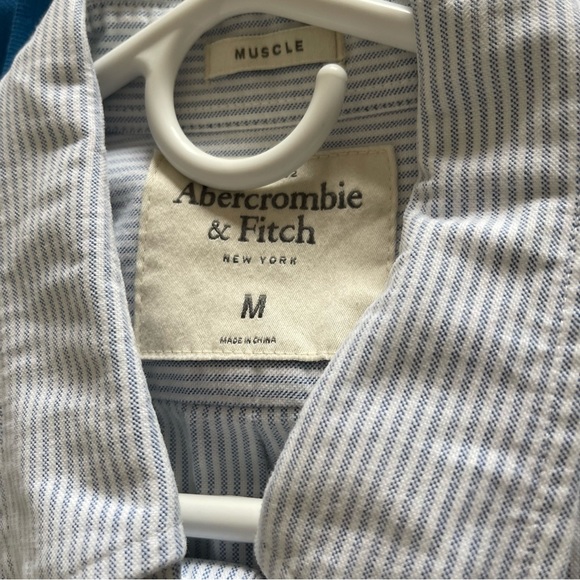 MUSCLE
Abercrombie
& Fitch
NEW YORK
M
MADE IN CHINA